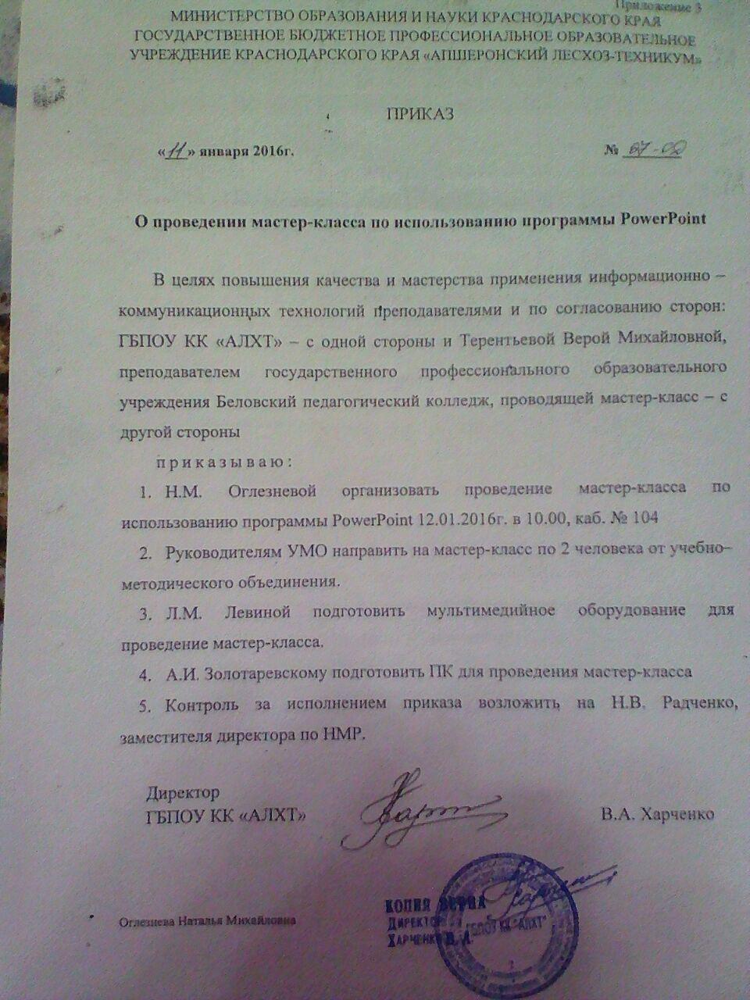 Приложение 3
МИНИСТЕРСТВО ОБРАЗОВАНИЯ И НАУКИ КРАСНОДАРСКОГО КРАЯ
ГОСУДАРСТВЕННОЕ БЮДЖЕТНОЕ ПРОФЕССИОНАЛЬНОЕ ОБРАЗОВАТЕЛЬНОЕ
УЧРЕЖДЕНИЕ КРАСНОДАРСКОГО КРАЯ «АПШЕРОНСКИЙ ЛЕСХОЗ-ТЕХНИКУМ»
ПРИКАЗ
«11» января 2016г. №
О проведении мастер-класса по использованию программы PowerPoint
В целях повышения качества и мастерства применения информационно –
коммуникационных технологий преподавателями и по согласованию сторон:
ГБПОУ КК «АЛХТ» – с одной стороны и Терентьевой Верой Михайловной,
преподавателем государственного профессионального образовательного
учреждения Беловский педагогический колледж, проводящей мастер-класс – с
другой стороны
п р и к а з ы в а ю :
1. Н.М. Оглезневой организовать проведение мастер-класса по
использованию программы PowerPoint 12.01.2016г. в 10.00, каб. № 104
2. Руководителям УМО направить на мастер-класс по 2 человека от учебно–
методического объединения.
3. Л.М. Левиной подготовить мультимедийное оборудование для
проведение мастер-класса.
4. А.И. Золотаревскому подготовить ПК для проведения мастер-класса
5. Контроль за исполнением приказа возложить на Н.В. Радченко,
заместителя директора по НМР.
Директор
ГБПОУ КК «АЛХТ» В.А. Харченко
Оглезнева Наталья Михайловна
КОПИЯ ВЕРНА
ДИРЕКТОР "ГБПОУ КК "АЛХТ"
ХАРЧЕНКО В. А.